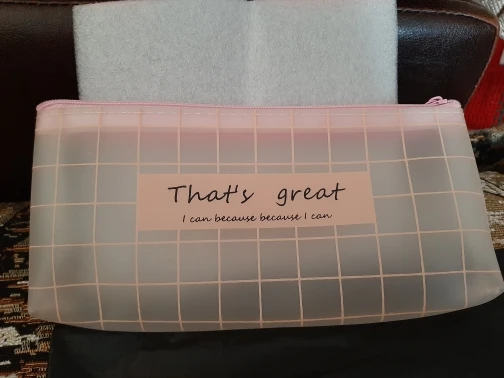 That's great
I can because because I can